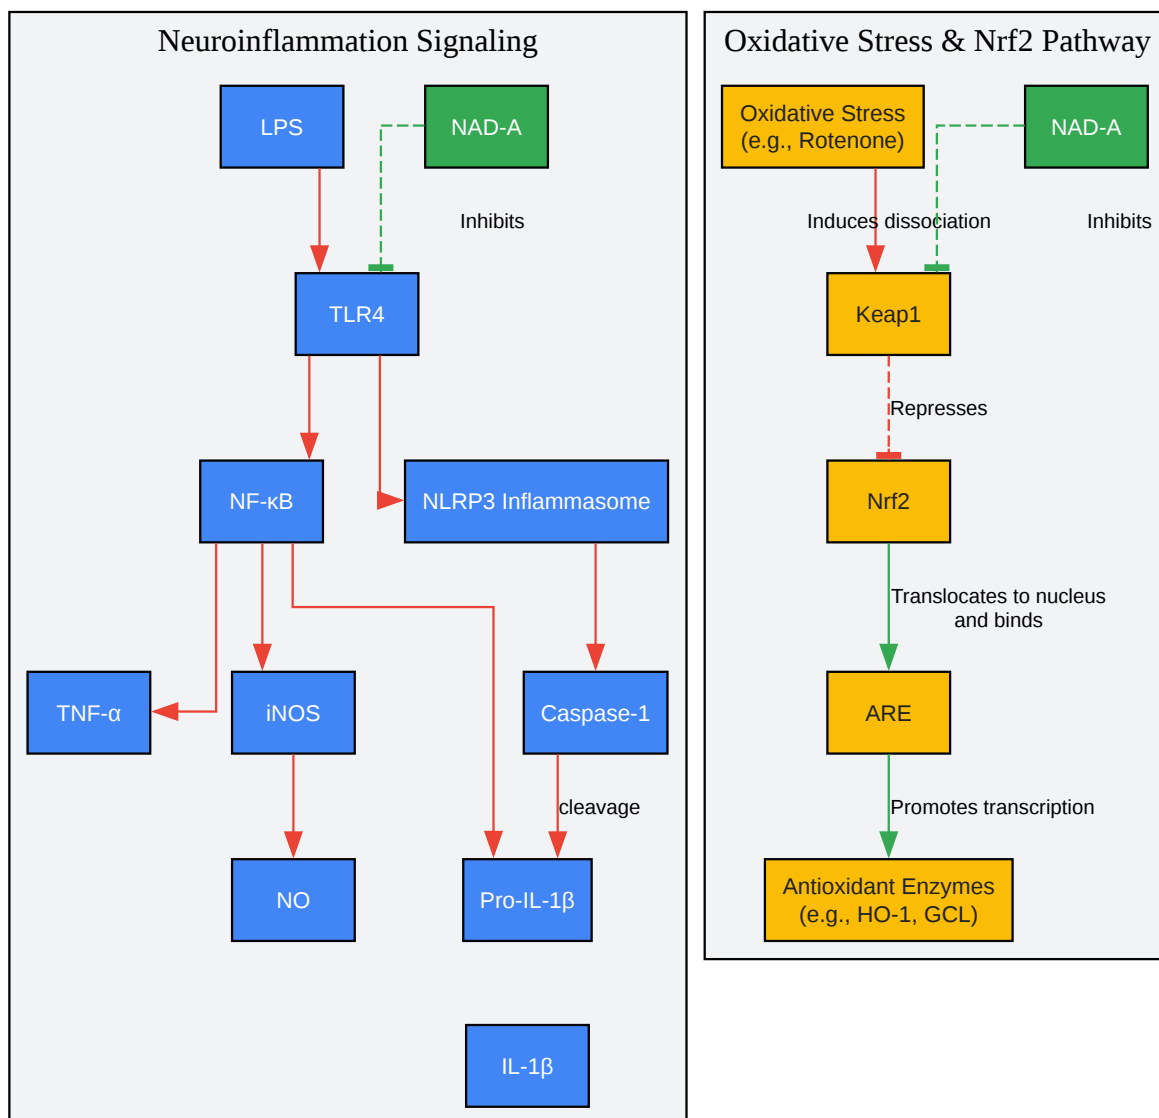 Neuroinflammation Signaling
LPS
NAD-A
Inhibits
TLR4
NF-κB
NLRP3 Inflammasome
TNF-α
iNOS
Caspase-1
cleavage
NO
Pro-IL-1β
IL-1β
Oxidative Stress & Nrf2 Pathway
Oxidative Stress
(e.g., Rotenone)
NAD-A
Induces dissociation
Inhibits
Keap1
Represses
Nrf2
Translocates to nucleus
and binds
ARE
Promotes transcription
Antioxidant Enzymes
(e.g., HO-1, GCL)